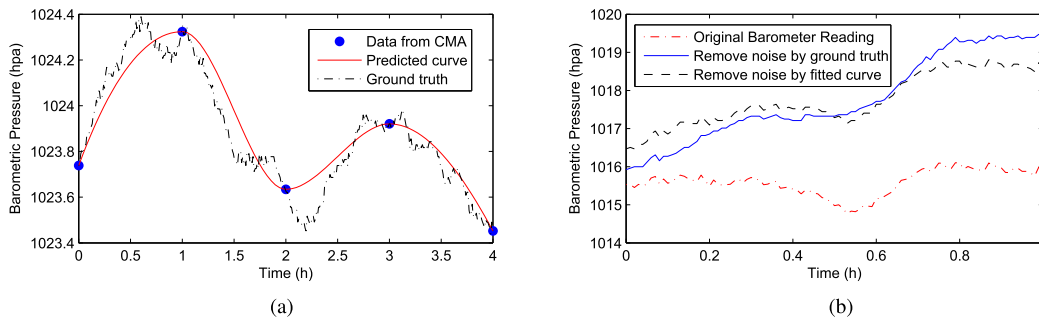 1024.4
1024.2
1024
1023.8
1023.6
1023.4
Barometric Pressure (hpa)
Data from CMA
Predicted curve
Ground truth
0 0.5 1 1.5 2 2.5 3 3.5 4
Time (h)
(a)
1020
1019
1018
1017
1016
1015
1014
Barometric Pressure (hpa)
Original Barometer Reading
Remove noise by ground truth
Remove noise by fitted curve
0 0.2 0.4 0.6 0.8
Time (h)
(b)